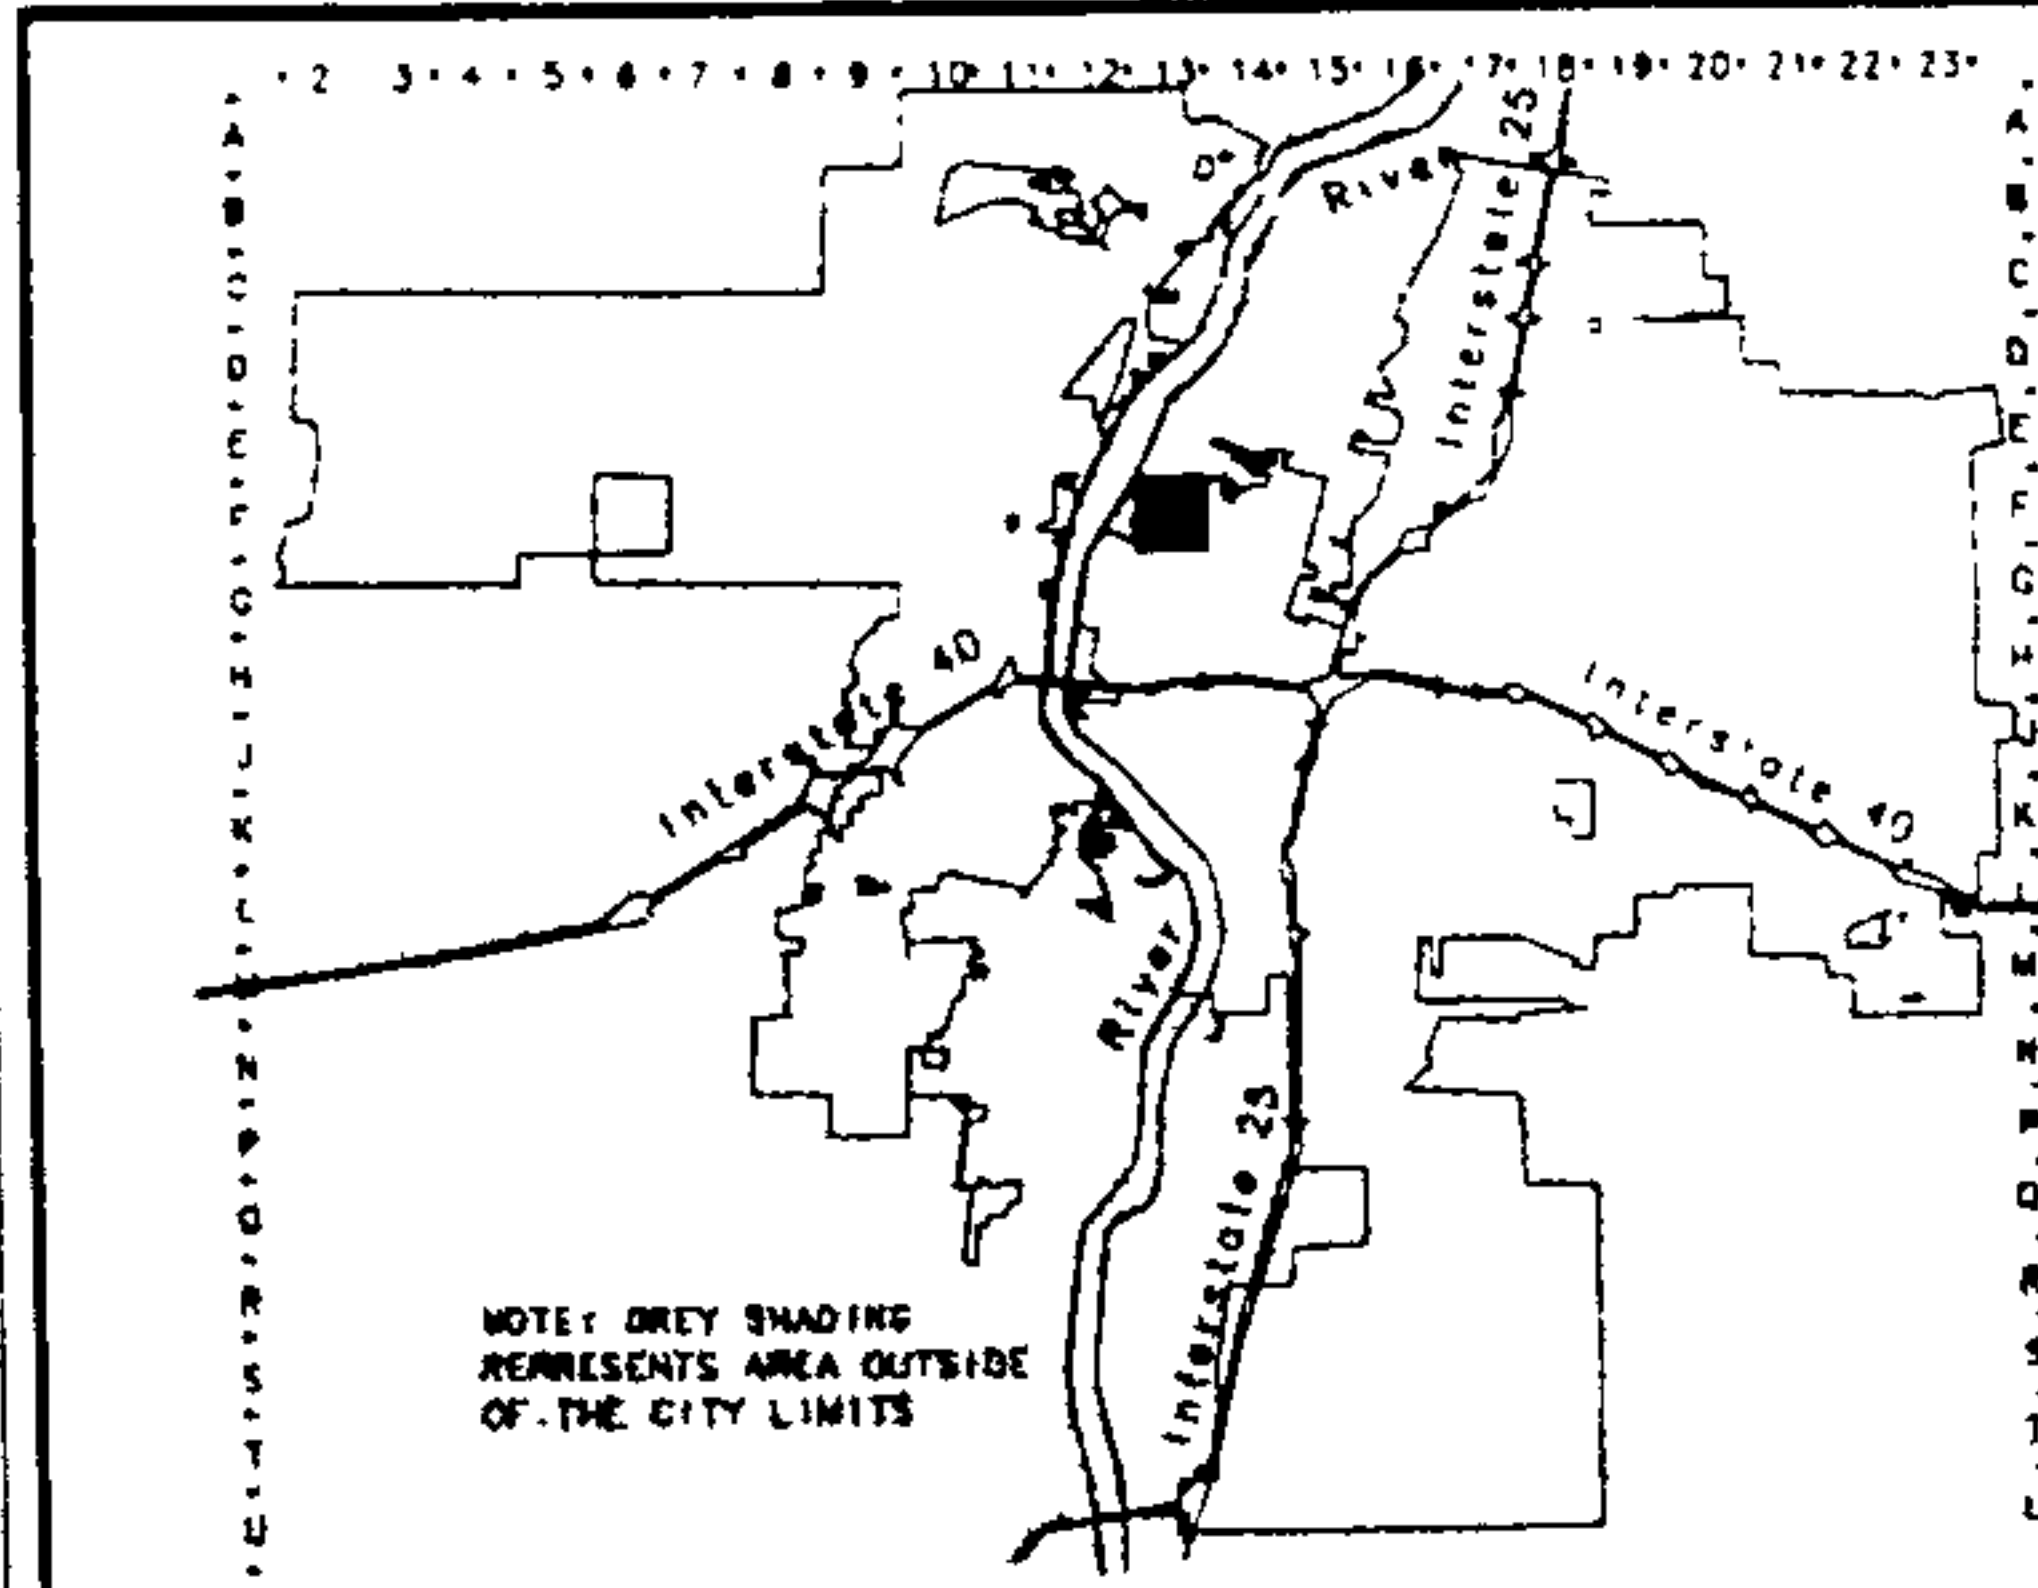 2 3 4 5 6 7 8 9 10 11 12 13 14 15 16 17 18 19 20 21 22 23
A
B
C
D
E
F
G
H
J
K
L
M
N
P
Q
R
S
T
U
River
Interstate 25
Interstate 40
Interstate 40
River
Interstate 25
NOTE: GREY SHADING
REPRESENTS AREA OUTSIDE
OF THE CITY LIMITS
A
B
C
D
E
F
G
H
J
K
L
M
N
P
Q
R
S
T
U